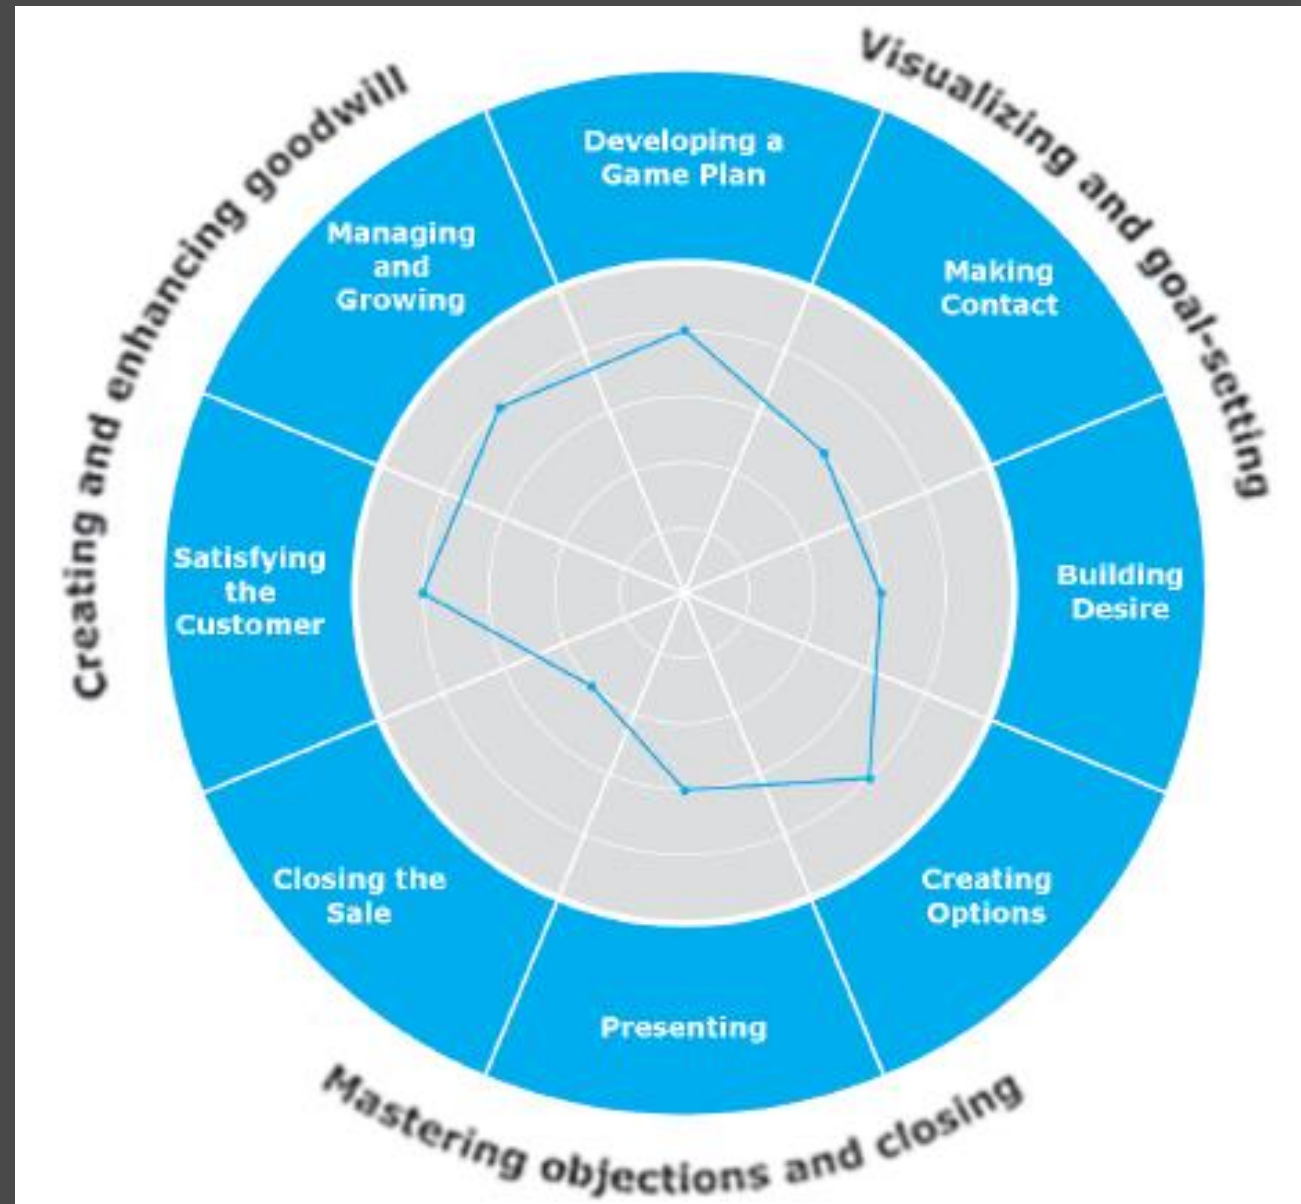 Creating and enhancing goodwill
Visualizing and goal-setting
Developing a
Game Plan
Managing
and
Growing
Making
Contact
Satisfying
the
Customer
Building
Desire
Closing the
Sale
Creating
Options
Presenting
Mastering objections and closing